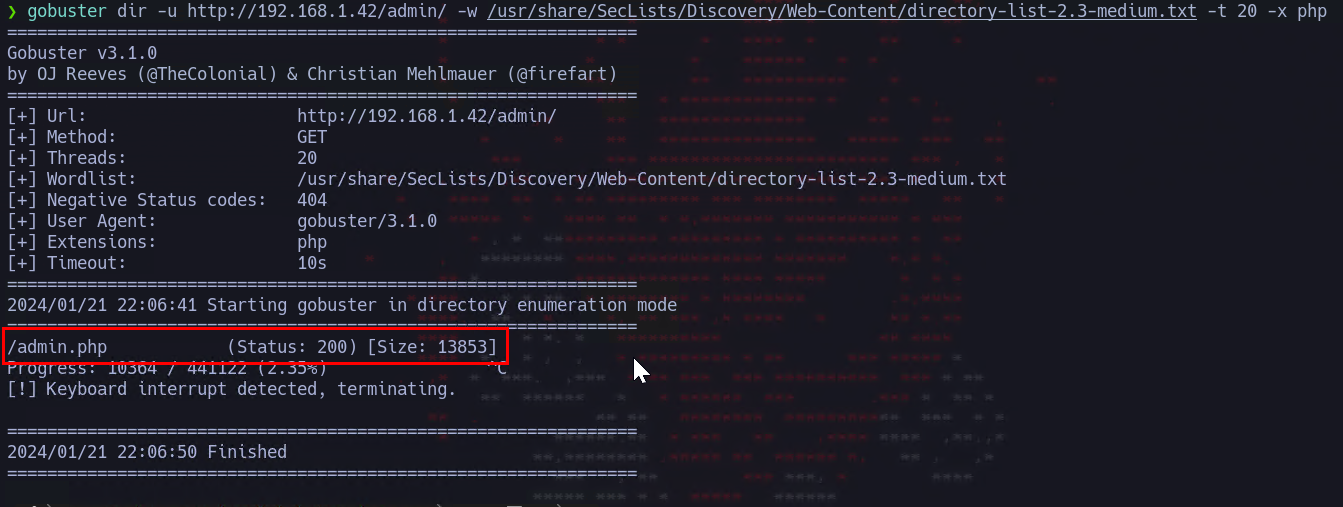 ❯ gobuster dir -u http://192.168.1.42/admin/ -w /usr/share/SecLists/Discovery/Web-Content/directory-list-2.3-medium.txt -t 20 -x php
===============================================================
Gobuster v3.1.0
by OJ Reeves (@TheColonial) & Christian Mehlmauer (@firefart)
===============================================================
[+] Url:                     http://192.168.1.42/admin/
[+] Method:                  GET
[+] Threads:                 20
[+] Wordlist:                /usr/share/SecLists/Discovery/Web-Content/directory-list-2.3-medium.txt
[+] Negative Status codes:   404
[+] User Agent:              gobuster/3.1.0
[+] Extensions:              php
[+] Timeout:                 10s
===============================================================
2024/01/21 22:06:41 Starting gobuster in directory enumeration mode
===============================================================
/admin.php            (Status: 200) [Size: 13853]
Progress: 10364 / 441122 (2.35%)               ^C
[!] Keyboard interrupt detected, terminating.
===============================================================
2024/01/21 22:06:50 Finished
===============================================================